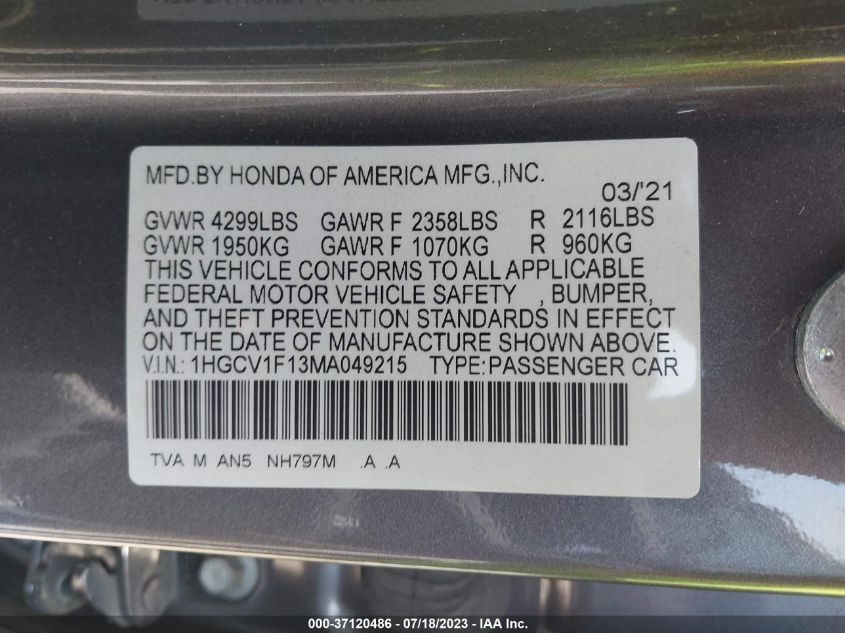 MFD.BY HONDA OF AMERICA MFG.,INC.
03/'21
GVWR 4299LBS GAWR F 2358LBS R 2116LBS
GVWR 1950KG GAWR F 1070KG R 960KG
THIS VEHICLE CONFORMS TO ALL APPLICABLE
FEDERAL MOTOR VEHICLE SAFETY , BUMPER,
AND THEFT PREVENTION STANDARDS IN EFFECT
ON THE DATE OF MANUFACTURE SHOWN ABOVE.
V.I.N.: 1HGCV1F13MA049215 TYPE:PASSENGER CAR
TVA M AN5 NH797M .A .A
000-37120486 - 07/18/2023 - IAA Inc.